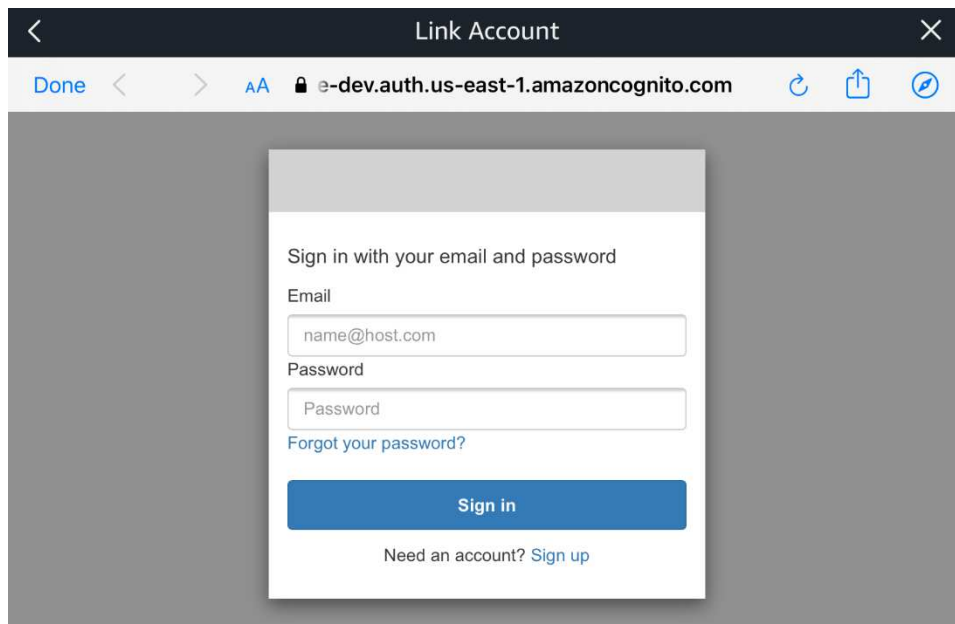 Link Account
Done AA e-dev.auth.us-east-1.amazoncognito.com
Sign in with your email and password
Email
name@host.com
Password
Password
Forgot your password?
Sign in
Need an account? Sign up